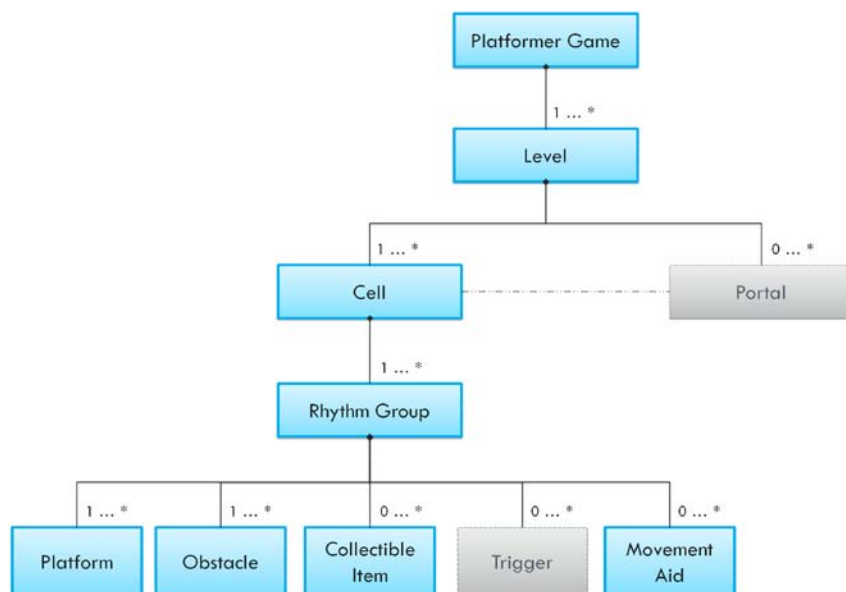 Platformer Game
1 ... *
Level
1 ... *
0 ... *
Cell
Portal
1 ... *
Rhythm Group
1 ... *
1 ... *
0 ... *
0 ... *
0 ... *
Platform
Obstacle
Collectible
Item
Trigger
Movement
Aid